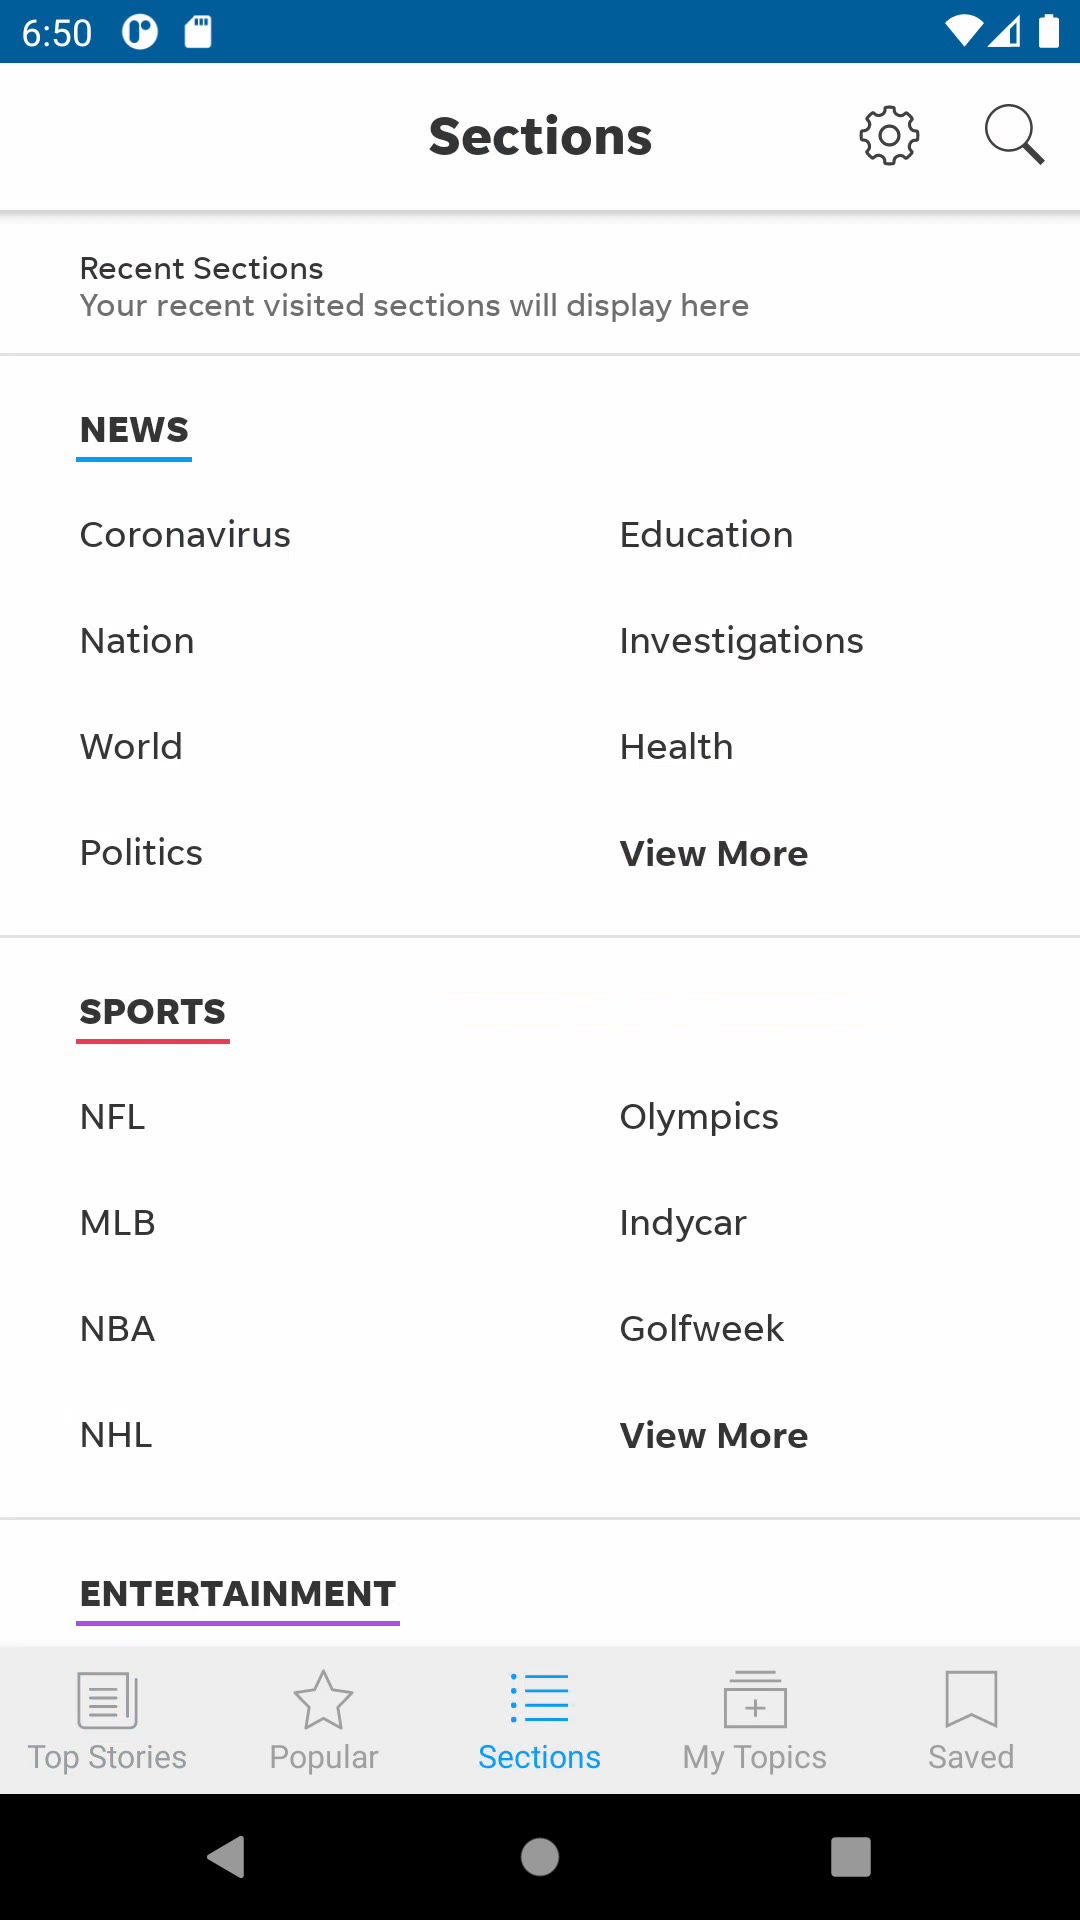 6:50
Sections
Recent Sections
Your recent visited sections will display here
NEWS
Coronavirus
Education
Nation
Investigations
World
Health
Politics
View More
SPORTS
NFL
Olympics
MLB
Indycar
NBA
Golfweek
NHL
View More
ENTERTAINMENT
Top Stories
Popular
Sections
My Topics
Saved